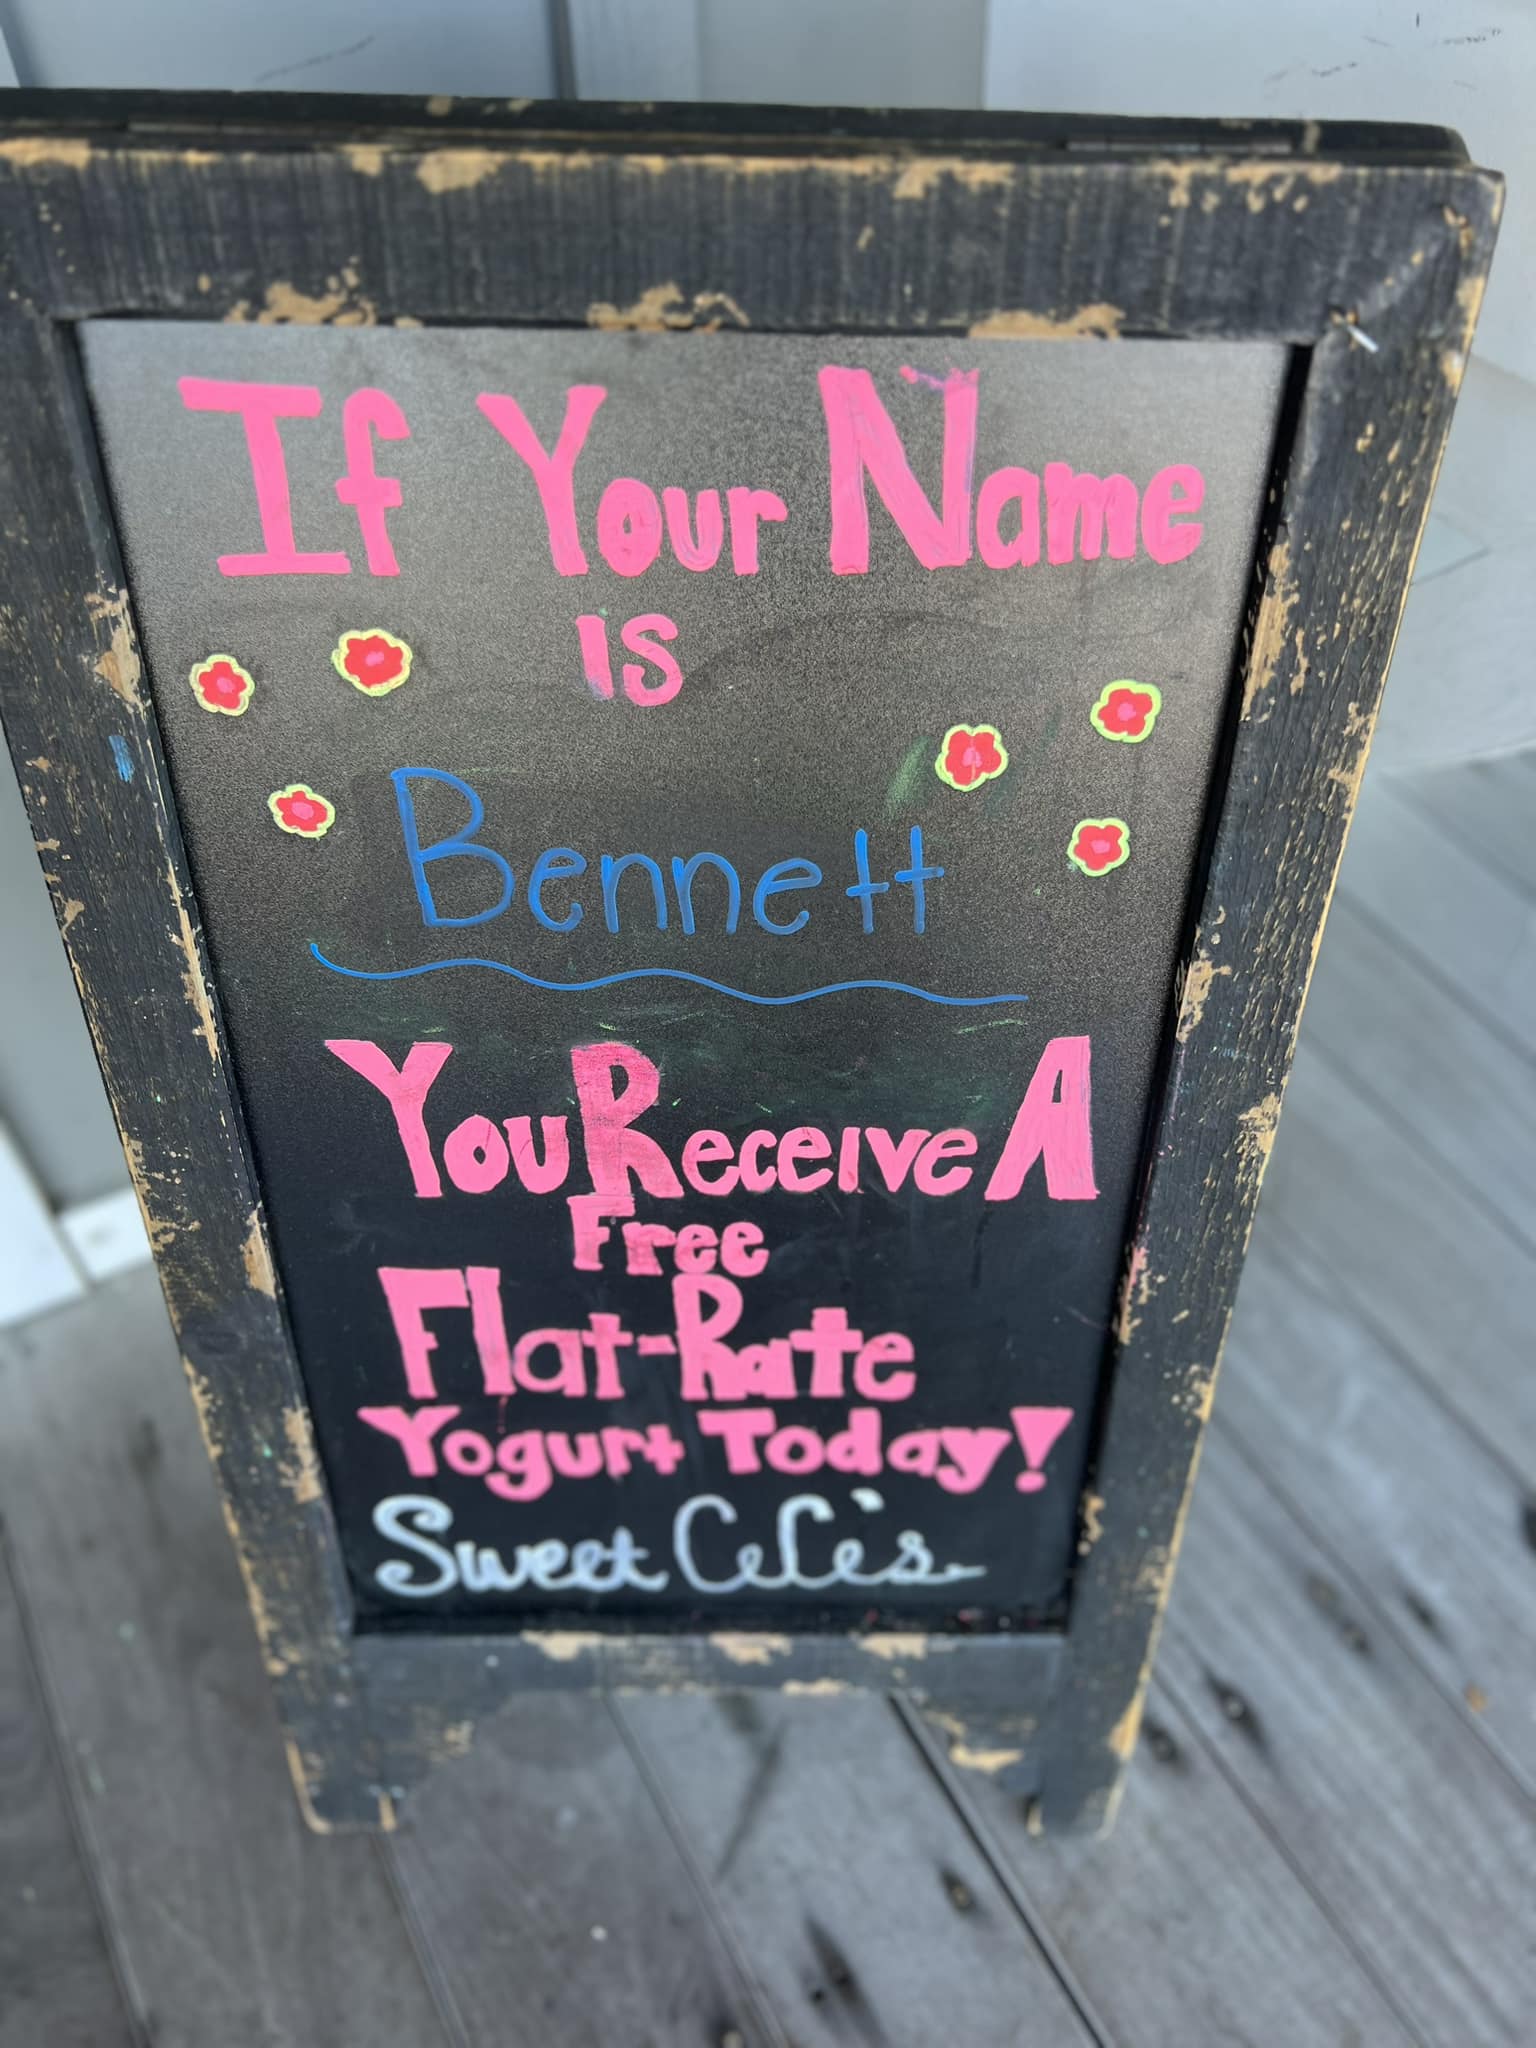 If Your Name
is
Bennett
You Receive A
Free
Flat-Rate
Yogurt Today!
Sweet CeCe's